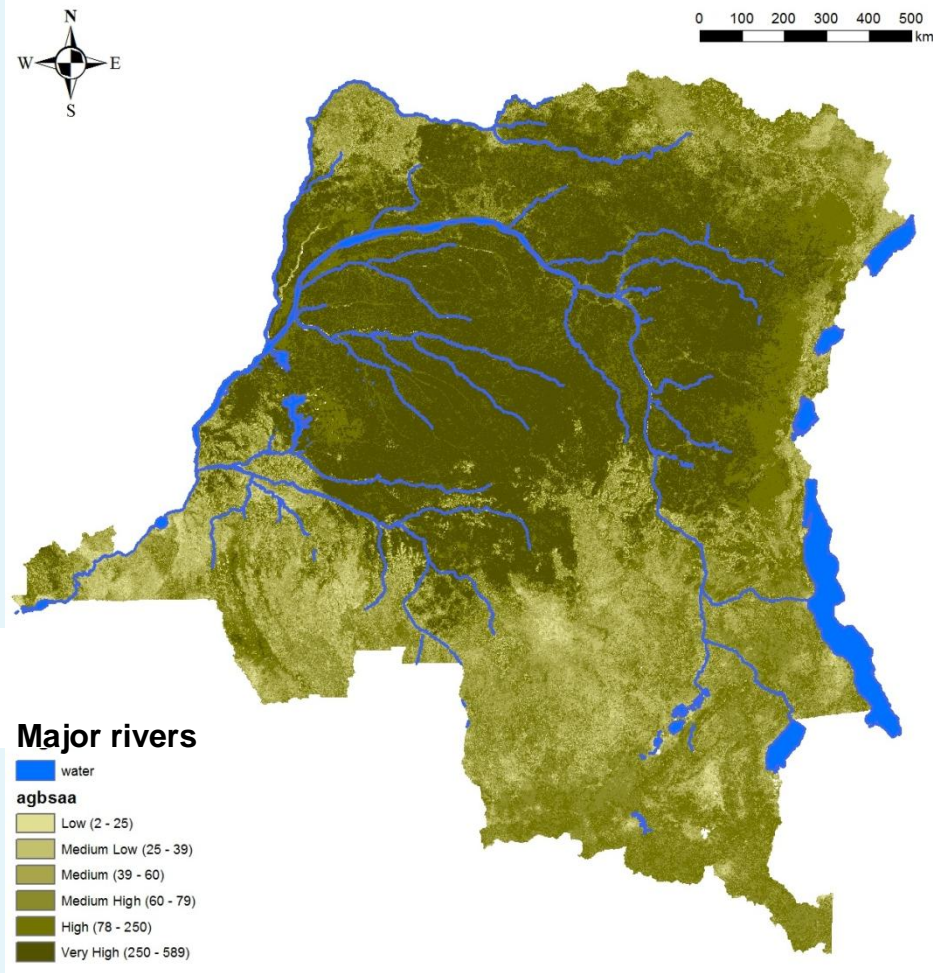 N
W E
S
0 100 200 300 400 500
km
Major rivers
water
agbsaa
Low (2 - 25)
Medium Low (25 - 39)
Medium (39 - 60)
Medium High (60 - 79)
High (78 - 250)
Very High (250 - 589)